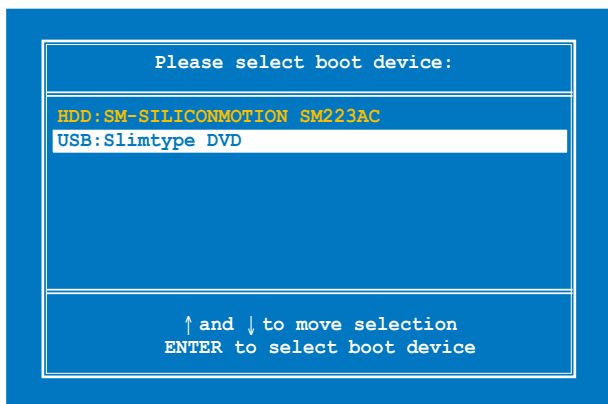 Please select boot device:
HDD:SM-SILICONMOTION SM223AC
USB:Slimtype DVD
↑ and ↓ to move selection
ENTER to select boot device